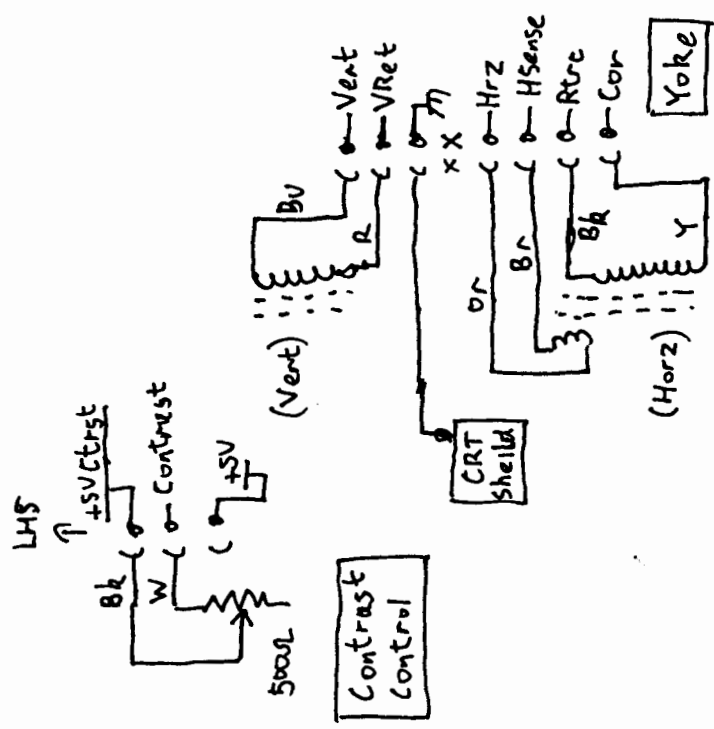 LHS
+5VCtrst
Bk
W
Contrast
+5V
500Ω
Contrast
Control
(Vert)
Bu
Vert
R
VRet
CRT
Sheild
XX
Or
Hrz
Br
HSense
Bk
Rtrc
Cor
Y
(Horz)
Yoke